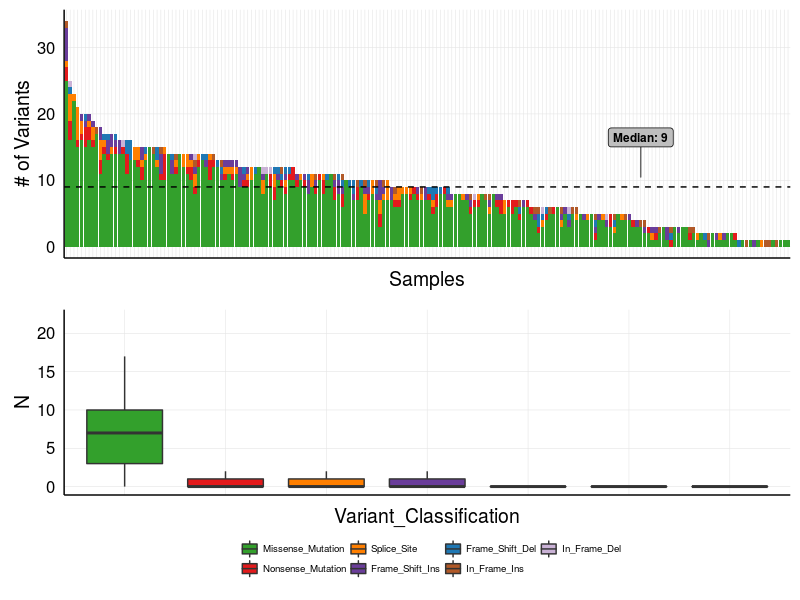 # of Variants
30
20
10
0
Median: 9
Samples
N
20
15
10
5
0
Variant_Classification
Missense_Mutation Splice_Site Frame_Shift_Del In_Frame_Del
Nonsense_Mutation Frame_Shift_Ins In_Frame_Ins